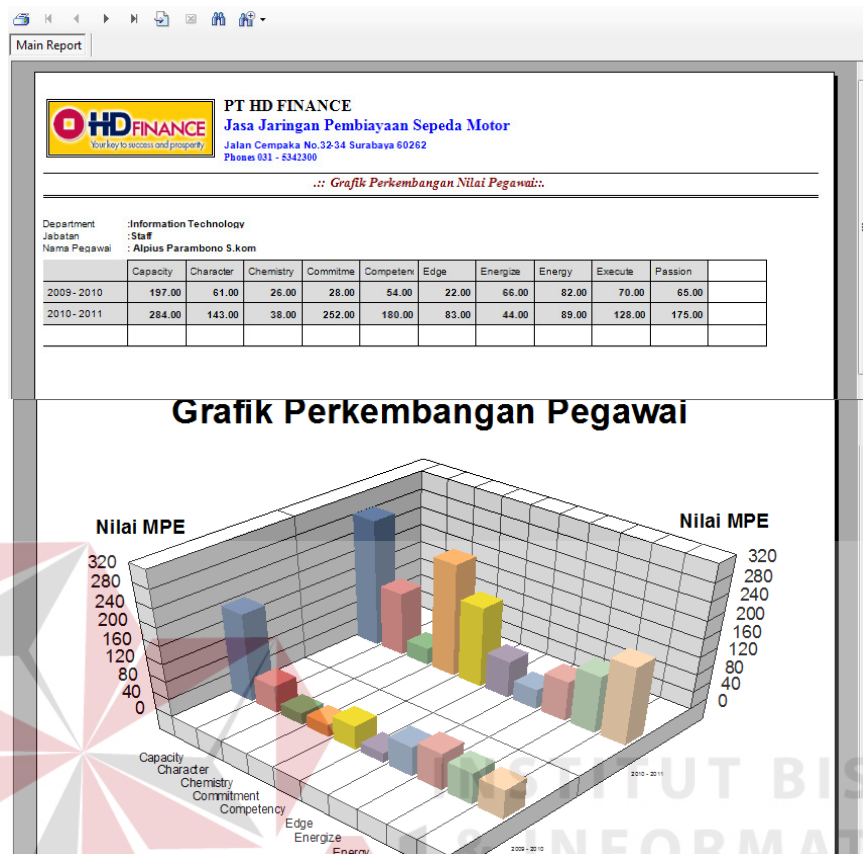 Main Report
HD FINANCE
Your key to success and prosperity
PT HD FINANCE
Jasa Jaringan Pembiayaan Sepeda Motor
Jalan Cempaka No.32-34 Surabaya 60262
Phones 031 - 5342300
.:: Grafik Perkembangan Nilai Pegawai::.
Department :Information Technology
Jabatan :Staff
Nama Pegawai : Alpius Parambono S.kom
Capacity Character Chemistry Commitme Competenc Edge Energize Energy Execute Passion
2009-2010 197.00 61.00 26.00 28.00 54.00 22.00 66.00 82.00 70.00 65.00
2010-2011 284.00 143.00 38.00 252.00 180.00 83.00 44.00 89.00 128.00 175.00
Grafik Perkembangan Pegawai
Nilai MPE
320
280
240
200
160
120
80
40
0
Nilai MPE
320
280
240
200
160
120
80
40
0
Capacity
Character
Chemistry
Commitment
Competency
Edge
Energize
Energy
2010 - 2011
2009 - 2010
INSTITUT BIS
& INFORMAT